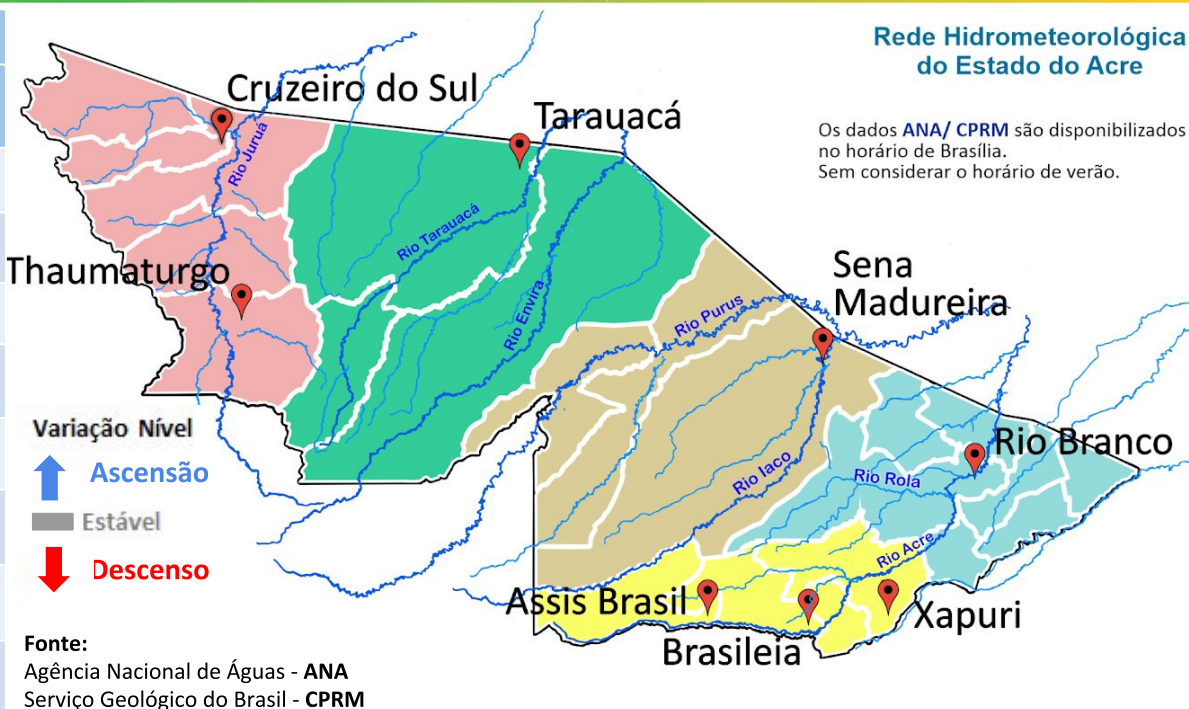 Rede Hidrometeorológica
do Estado do Acre
Os dados ANA/ CPRM são disponibilizados
no horário de Brasília.
Sem considerar o horário de verão.
Cruzeiro do Sul
Tarauacá
Rio Juruá
Rio Tarauacá
Thaumaturgo
Rio Envira
Rio Purus
Sena
Madureira
Variação Nível
Ascensão
Estável
Descenso
Rio Branco
Rio Iaco
Rio Rola
Rio Acre
Assis Brasil
Brasileia
Xapuri
Fonte:
Agência Nacional de Águas - ANA
Serviço Geológico do Brasil - CPRM